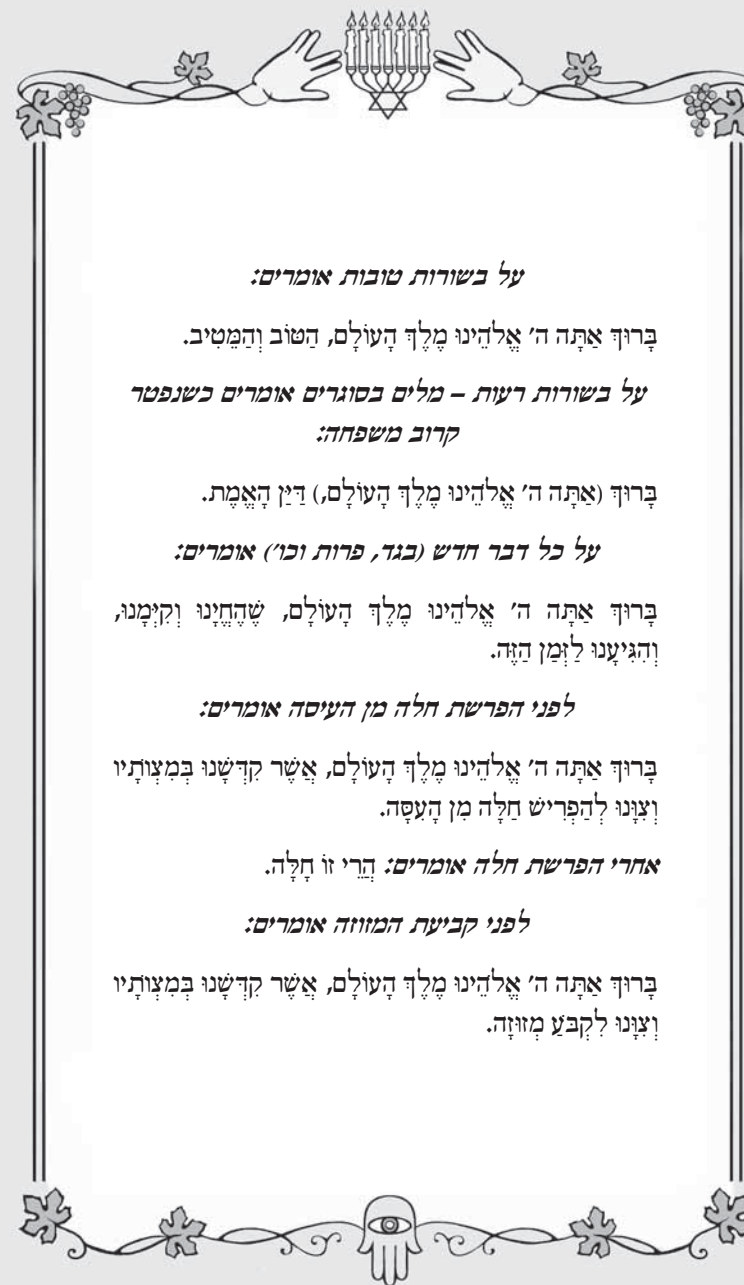 על בשורות טובות אומרים:
בָּרוּךְ אַתָּה ה' אֱלֹהֵינוּ מֶלֶךְ הָעוֹלָם, הַטּוֹב וְהַמֵּטִיב.
על בשורות רעות – מלים בסוגרים אומרים כשנפטר
קרוב משפחה:
בָּרוּךְ (אַתָּה ה' אֱלֹהֵינוּ מֶלֶךְ הָעוֹלָם,) דַּיַּן הָאֱמֶת.
על כל דבר חדש (בגד, פרות וכו') אומרים:
בָּרוּךְ אַתָּה ה' אֱלֹהֵינוּ מֶלֶךְ הָעוֹלָם, שֶׁהֶחֱיָנוּ וְקִיְּמָנוּ,
וְהִגִּיעָנוּ לַזְּמַן הַזֶּה.
לפני הפרשת חלה מן העיסה אומרים:
בָּרוּךְ אַתָּה ה' אֱלֹהֵינוּ מֶלֶךְ הָעוֹלָם, אֲשֶׁר קִדְּשָׁנוּ בְּמִצְוֹתָיו
וְצִוָּנוּ לְהַפְרִישׁ חַלָּה מִן הָעִסָּה.
אחרי הפרשת חלה אומרים: הֲרֵי זוֹ חַלָּה.
לפני קביעת המזוזה אומרים:
בָּרוּךְ אַתָּה ה' אֱלֹהֵינוּ מֶלֶךְ הָעוֹלָם, אֲשֶׁר קִדְּשָׁנוּ בְּמִצְוֹתָיו
וְצִוָּנוּ לִקְבֹּעַ מְזוּזָה.